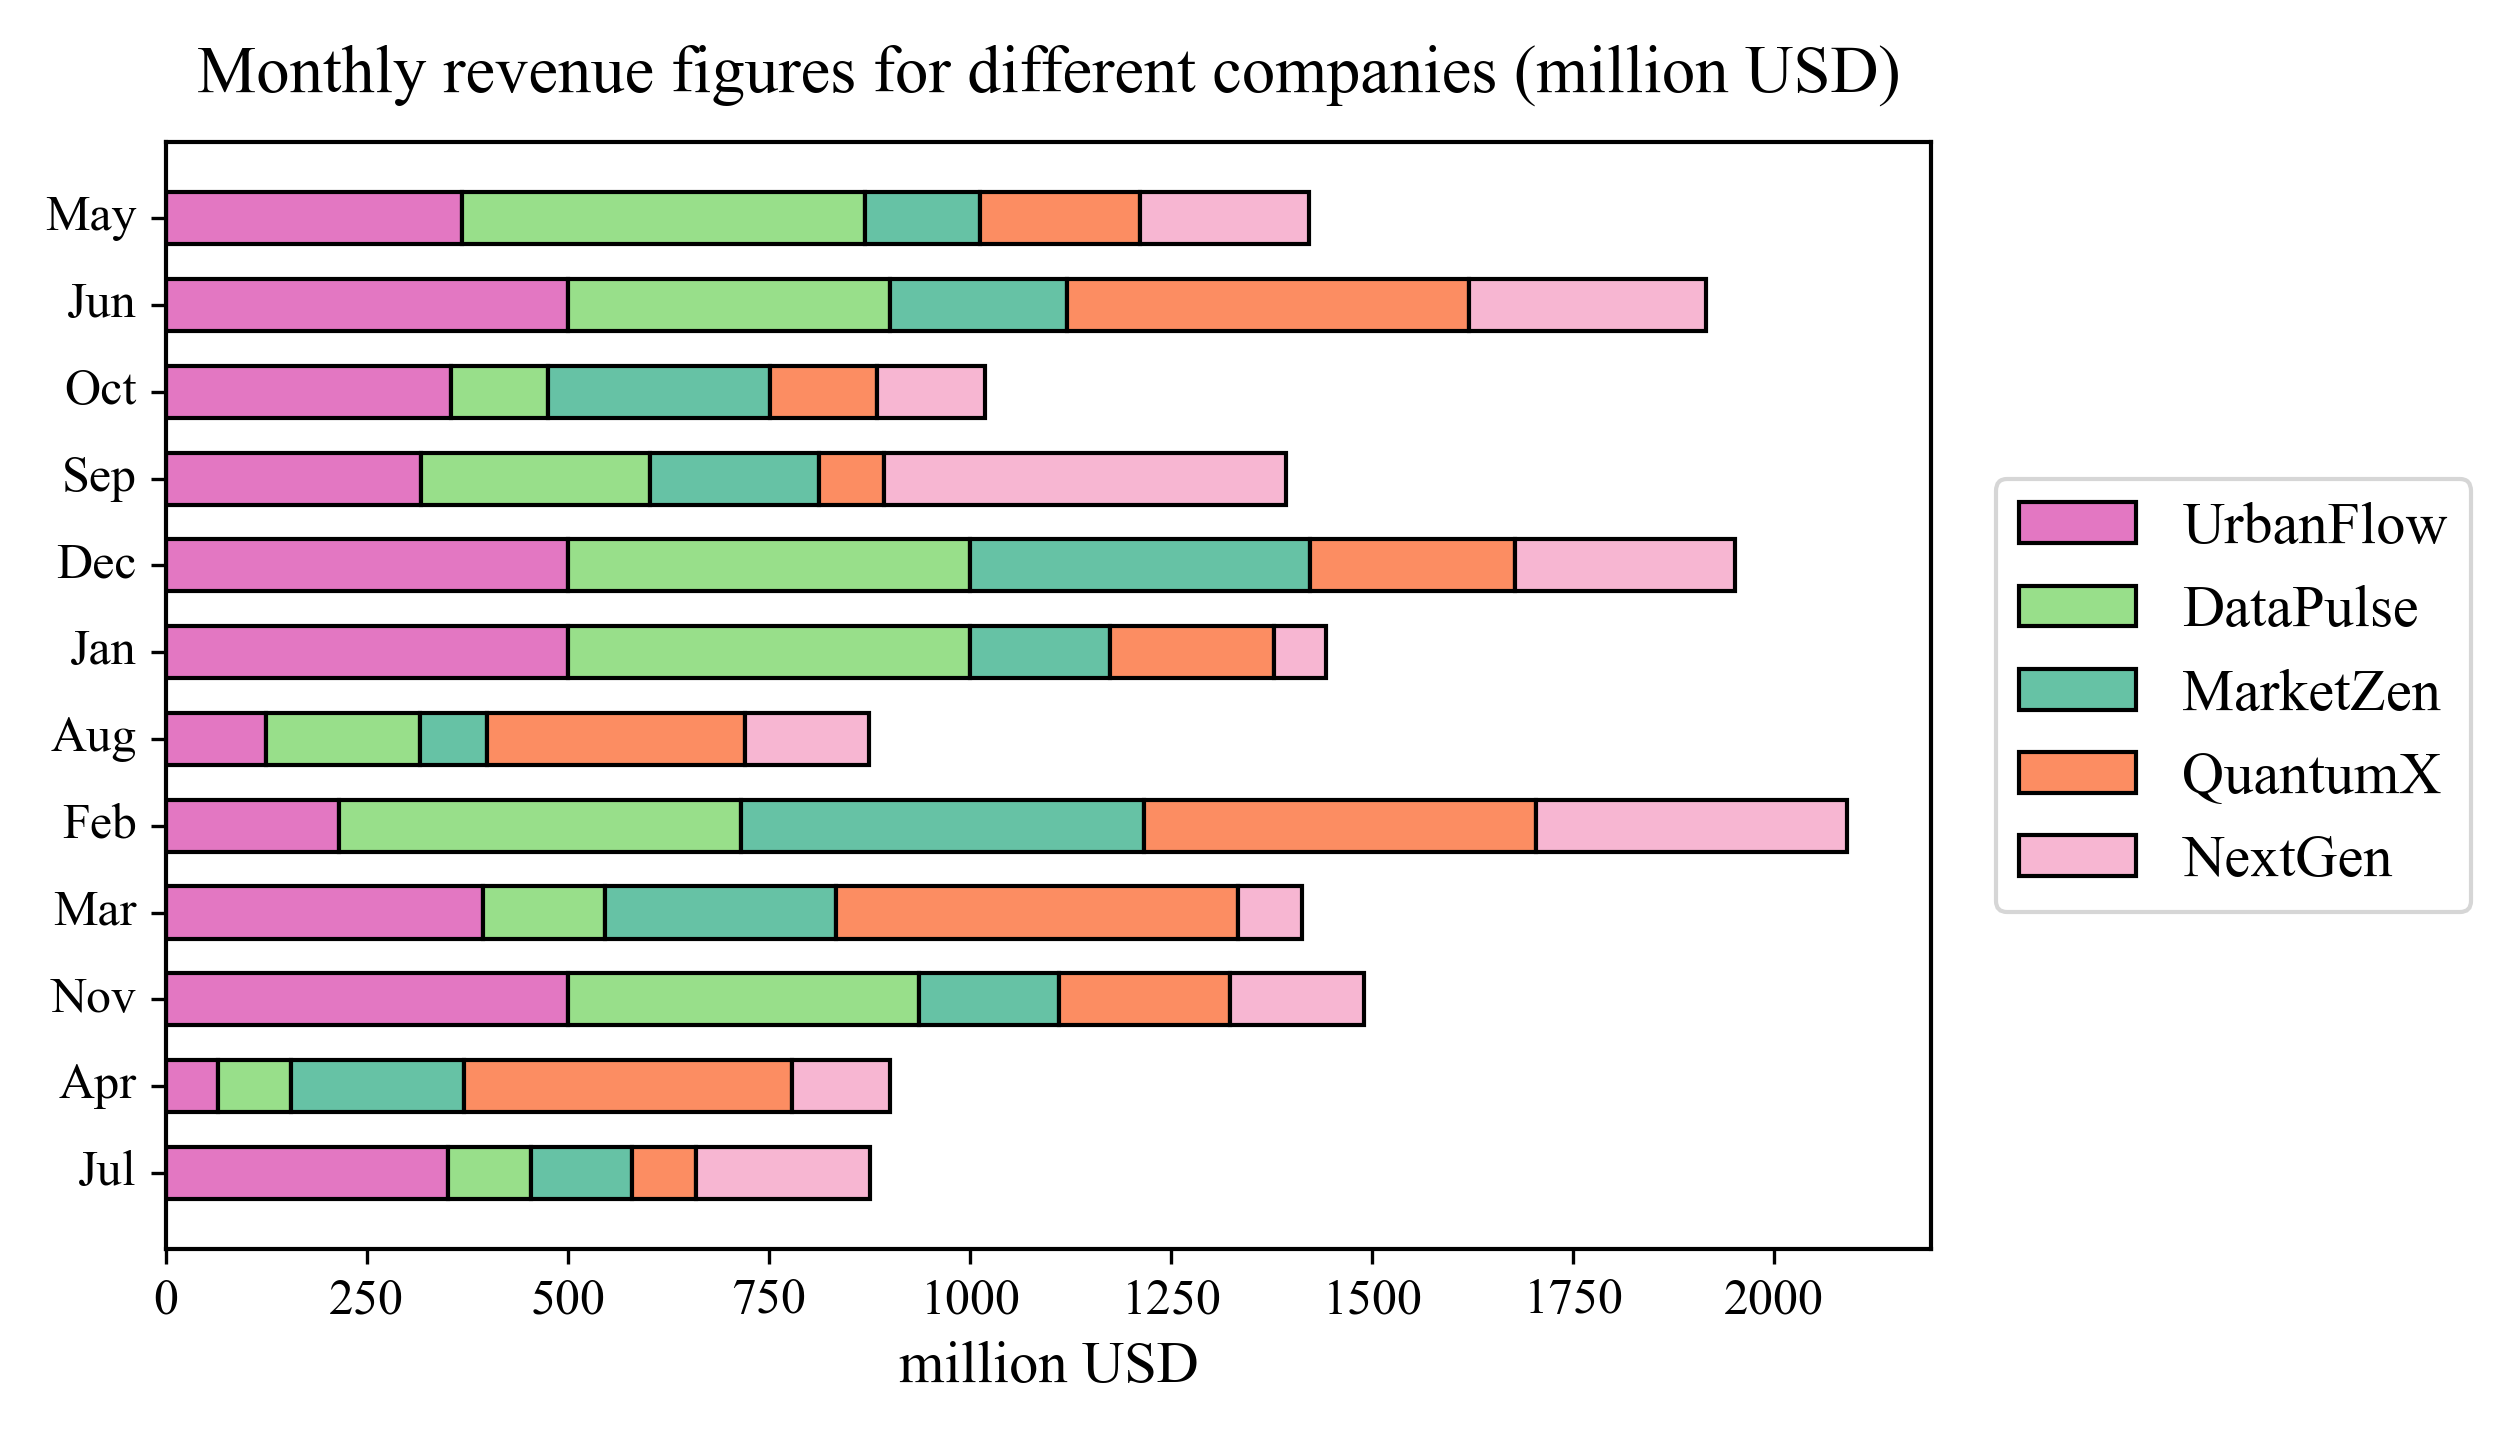 Monthly revenue figures for different companies (million USD)
May
Jun
Oct
Sep
Dec
Jan
Aug
Feb
Mar
Nov
Apr
Jul
0 250 500 750 1000 1250 1500 1750 2000
million USD
UrbanFlow
DataPulse
MarketZen
QuantumX
NextGen